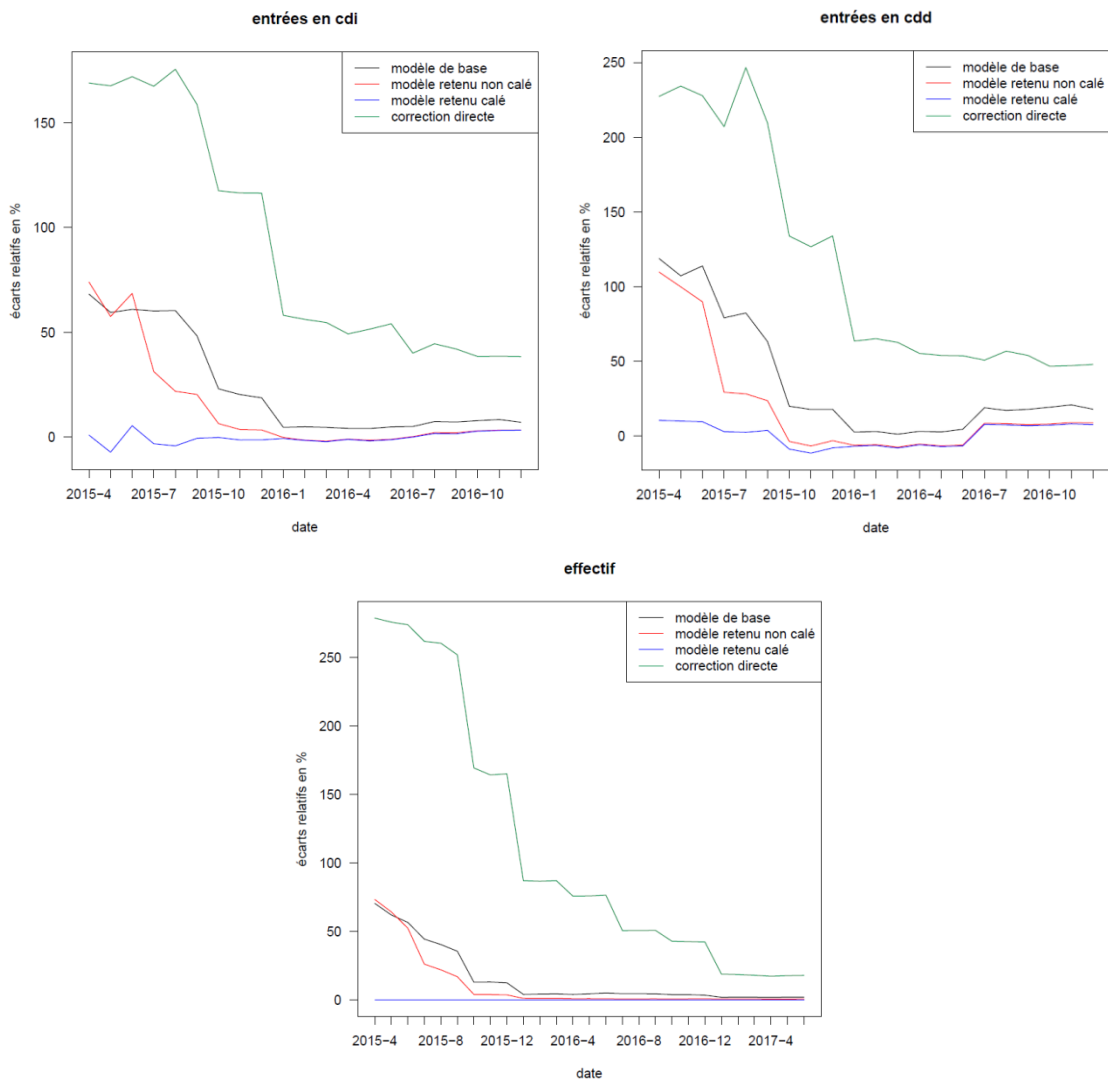 entrées en cdi
modèle de base
modèle retenu non calé
modèle retenu calé
correction directe
écarts relatifs en %
150
100
50
0
2015-4 2015-7 2015-10 2016-1 2016-4 2016-7 2016-10
date
entrées en cdd
modèle de base
modèle retenu non calé
modèle retenu calé
correction directe
écarts relatifs en %
250
200
150
100
50
0
2015-4 2015-7 2015-10 2016-1 2016-4 2016-7 2016-10
date
effectif
modèle de base
modèle retenu non calé
modèle retenu calé
correction directe
écarts relatifs en %
250
200
150
100
50
0
2015-4 2015-8 2015-12 2016-4 2016-8 2016-12 2017-4
date